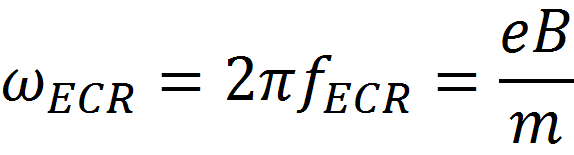 ω_ECR = 2πf_ECR = eB/m